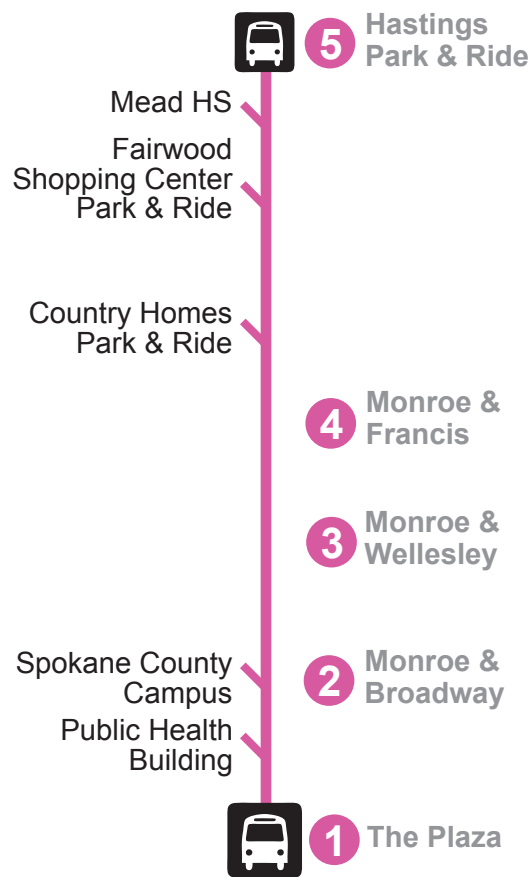 5 Hastings
Park & Ride
Mead HS
Fairwood
Shopping Center
Park & Ride
Country Homes
Park & Ride
4 Monroe &
Francis
3 Monroe &
Wellesley
Spokane County
Campus
2 Monroe &
Broadway
Public Health
Building
1 The Plaza